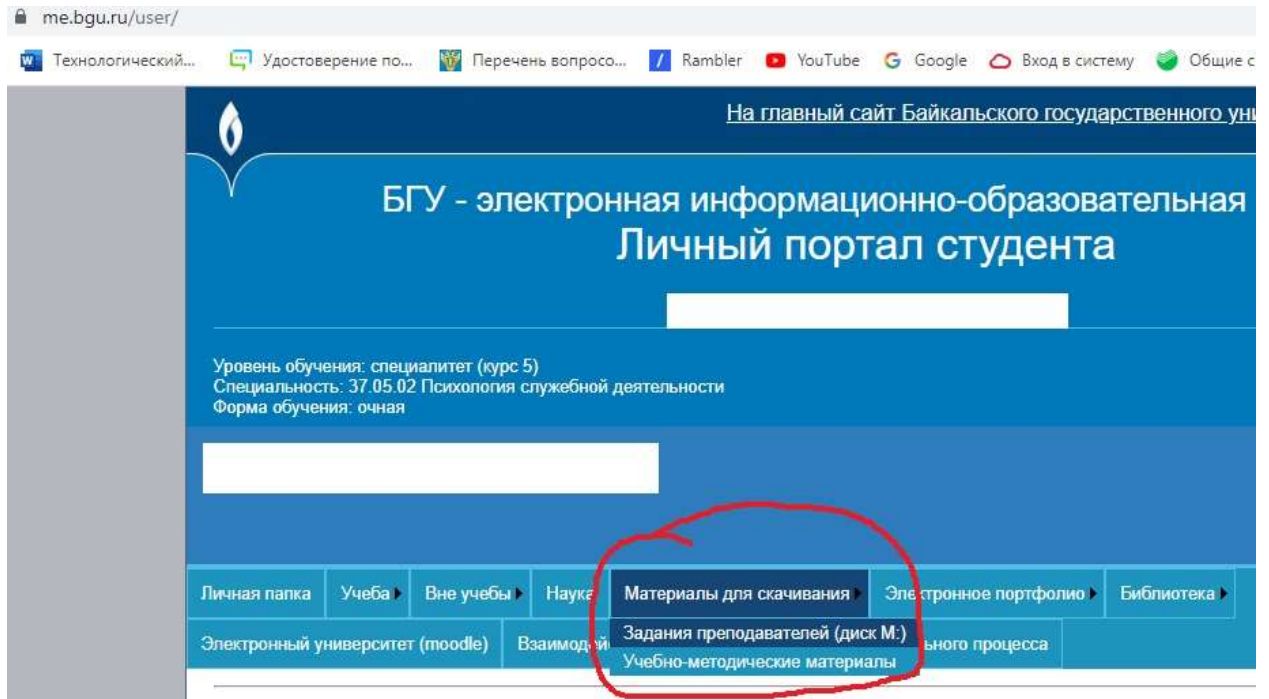 me.bgu.ru/user/
Технологический... Удостоверение по... Перечень вопросо... Rambler YouTube Google Вход в систему Общие с
На главный сайт Байкальского государственного уни
БГУ - электронная информационно-образовательная
Личный портал студента
Уровень обучения: специалитет (курс 5)
Специальность: 37.05.02 Психология служебной деятельности
Форма обучения: очная
Личная папка Учеба Вне учебы Наука Материалы для скачивания Электронное портфолио Библиотека
Задания преподавателей (диск M:)
Электронный университет (moodle) Взаимодей ьного процесса
Учебно-методические материалы